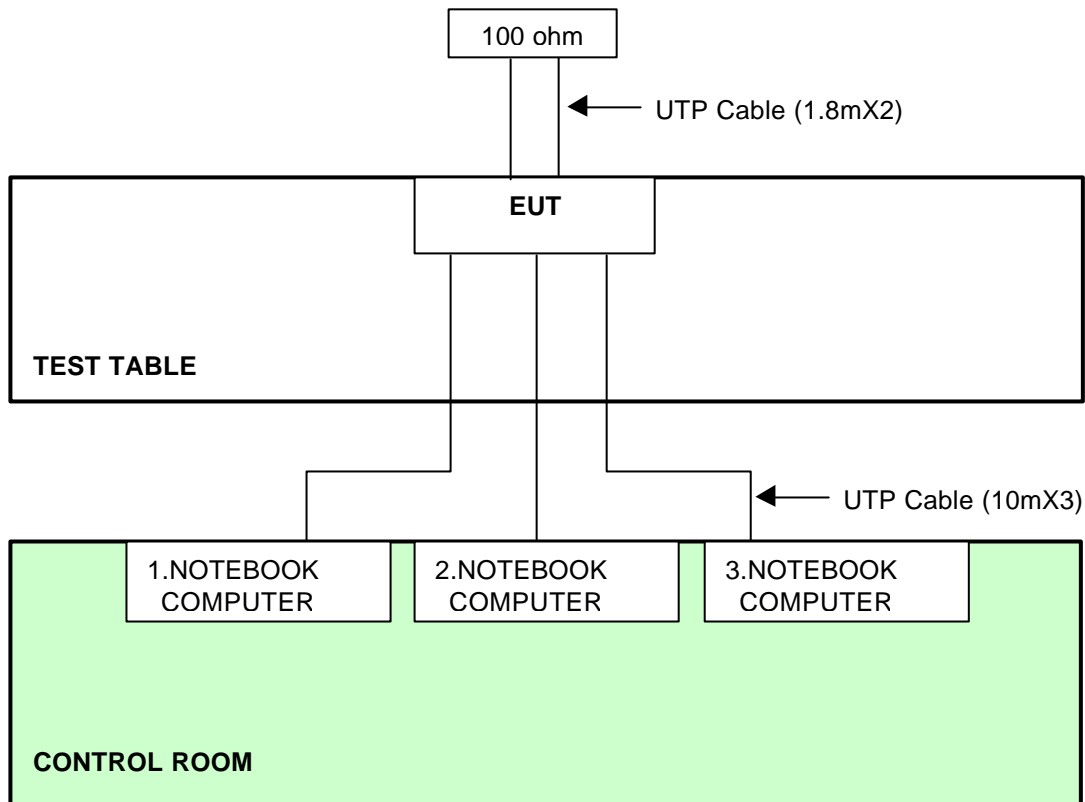 100 ohm
UTP Cable (1.8mX2)
EUT
TEST TABLE
UTP Cable (10mX3)
1.NOTEBOOK
COMPUTER
2.NOTEBOOK
COMPUTER
3.NOTEBOOK
COMPUTER
CONTROL ROOM